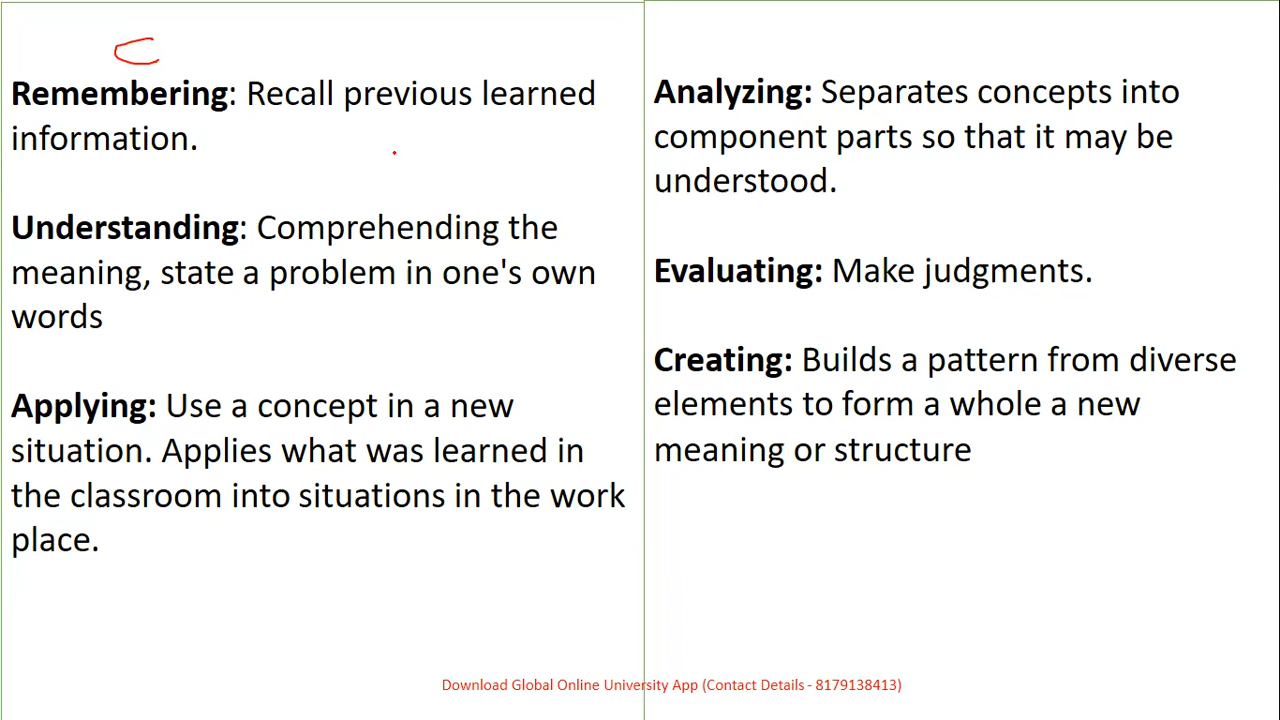 Remembering: Recall previous learned
information.
Understanding: Comprehending the
meaning, state a problem in one's own
words
Applying: Use a concept in a new
situation. Applies what was learned in
the classroom into situations in the work
place.
Analyzing: Separates concepts into
component parts so that it may be
understood.
Evaluating: Make judgments.
Creating: Builds a pattern from diverse
elements to form a whole a new
meaning or structure
Download Global Online University App (Contact Details - 8179138413)